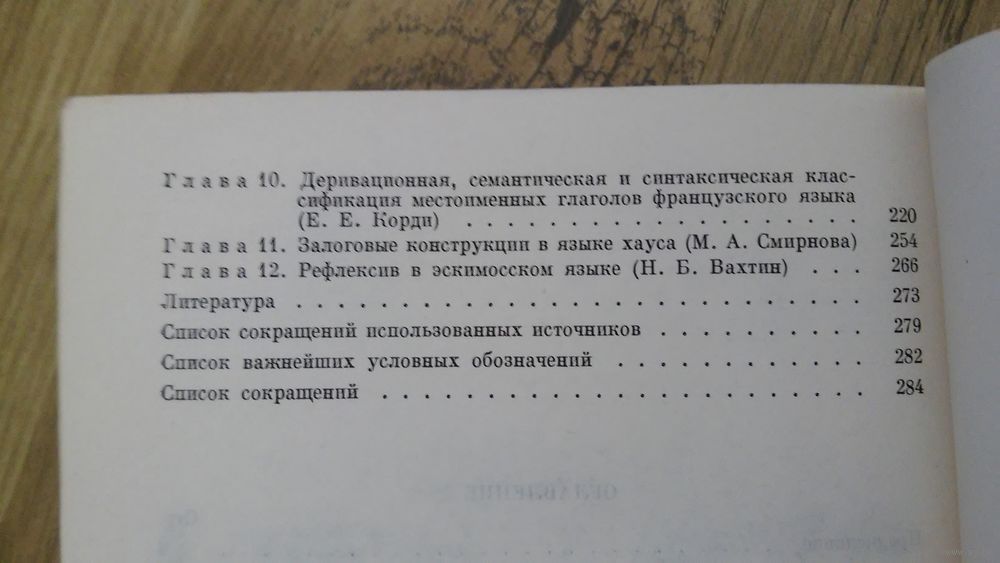 Глава 10. Деривационная, семантическая и синтаксическая клас-
сификация местоименных глаголов французского языка
(Е. Е. Корди) . . . . . . . . . . . . . . . . . . 220
Глава 11. Залоговые конструкции в языке хауса (М. А. Смирнова) 254
Глава 12. Рефлексив в эскимосском языке (Н. Б. Вахтин) . . . 266
Литература . . . . . . . . . . . . . . . . . . . . . . 273
Список сокращений использованных источников . . . . . . . . 279
Список важнейших условных обозначений . . . . . . . . . 282
Список сокращений . . . . . . . . . . . . . . . . . . . 284
ОГЛАВЛЕНИЕ